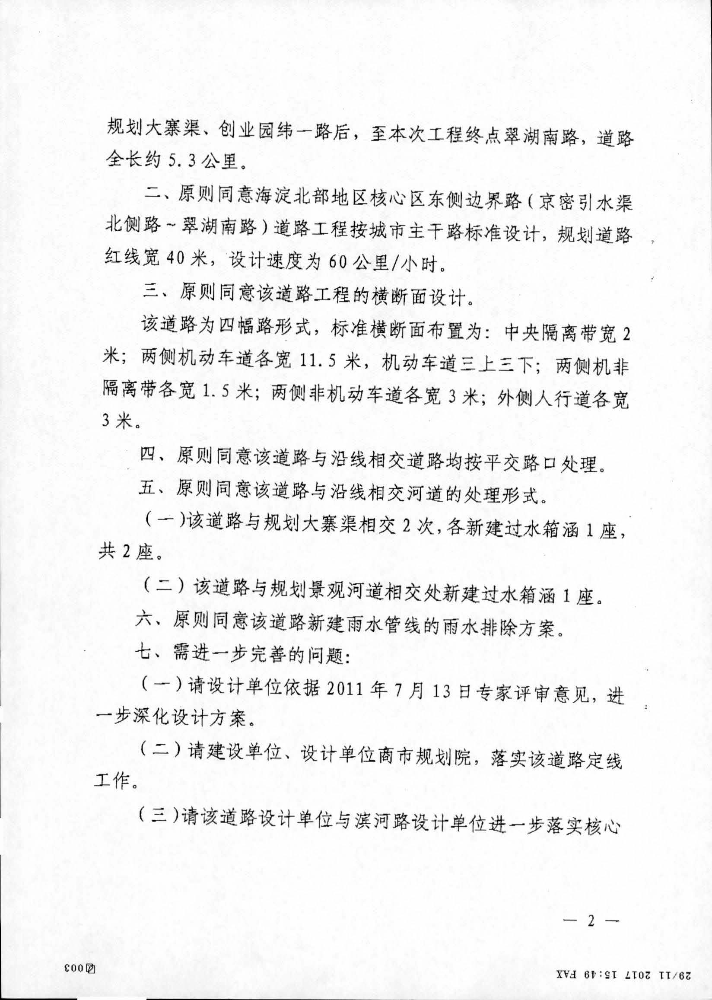 规划大寨渠、创业园纬一路后，至本次工程终点翠湖南路，道路
全长约 5.3 公里。
二、原则同意海淀北部地区核心区东侧边界路（京密引水渠
北侧路～翠湖南路）道路工程按城市主干路标准设计，规划道路
红线宽 40 米，设计速度为 60 公里/小时。
三、原则同意该道路工程的横断面设计。
该道路为四幅路形式，标准横断面布置为：中央隔离带宽 2
米；两侧机动车道各宽 11.5 米，机动车道三上三下；两侧机非
隔离带各宽 1.5 米；两侧非机动车道各宽 3 米；外侧人行道各宽
3 米。
四、原则同意该道路与沿线相交道路均按平交路口处理。
五、原则同意该道路与沿线相交河道的处理形式。
（一）该道路与规划大寨渠相交 2 次，各新建过水箱涵 1 座，
共 2 座。
（二）该道路与规划景观河道相交处新建过水箱涵 1 座。
六、原则同意该道路新建雨水管线的雨水排除方案。
七、需进一步完善的问题：
（一）请设计单位依据 2011 年 7 月 13 日专家评审意见，进
一步深化设计方案。
（二）请建设单位、设计单位商市规划院，落实该道路定线
工作。
（三）请该道路设计单位与滨河路设计单位进一步落实核心
— 2 —
003
29/11 2017 15:49 FAX